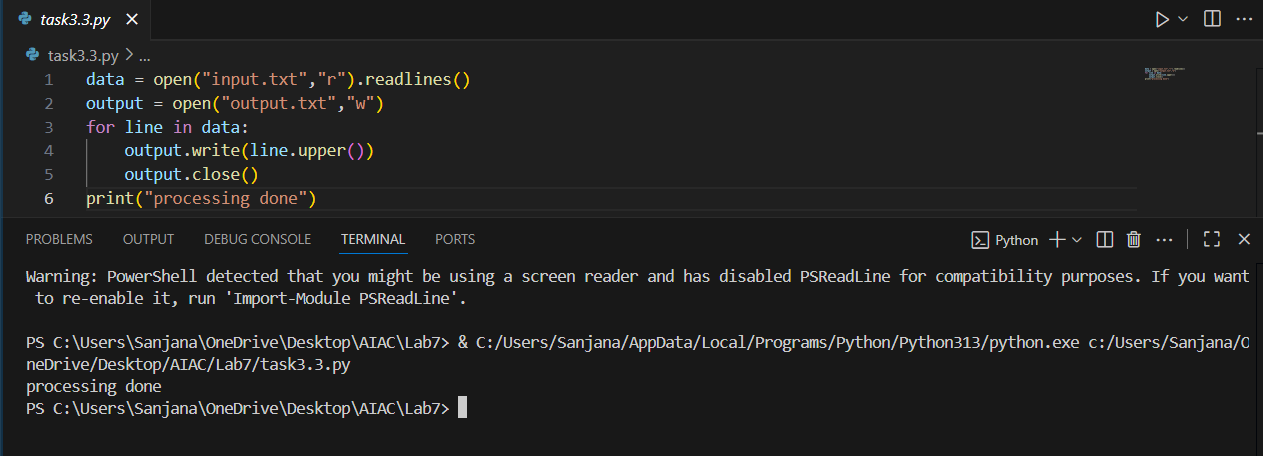 task3.3.py
task3.3.py > ...
1 data = open("input.txt","r").readlines()
2 output = open("output.txt","w")
3 for line in data:
4     output.write(line.upper())
5     output.close()
6 print("processing done")
PROBLEMS OUTPUT DEBUG CONSOLE TERMINAL PORTS Python
Warning: PowerShell detected that you might be using a screen reader and has disabled PSReadLine for compatibility purposes. If you want
 to re-enable it, run 'Import-Module PSReadLine'.
PS C:\Users\Sanjana\OneDrive\Desktop\AIAC\Lab7> & C:/Users/Sanjana/AppData/Local/Programs/Python/Python313/python.exe c:/Users/Sanjana/O
neDrive/Desktop/AIAC/Lab7/task3.3.py
processing done
PS C:\Users\Sanjana\OneDrive\Desktop\AIAC\Lab7>